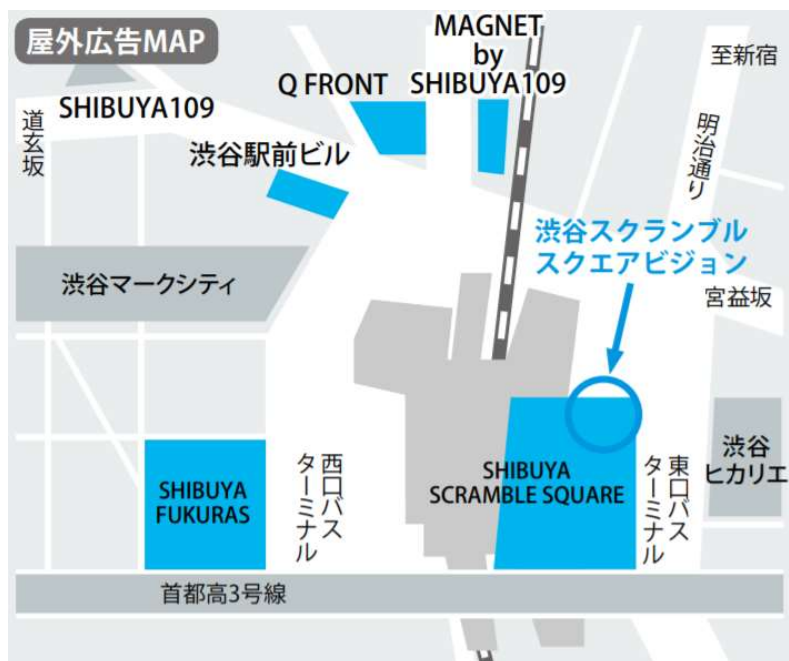 屋外広告MAP
MAGNET
by
SHIBUYA109
至新宿
Q FRONT
SHIBUYA109
道玄坂
明治通り
渋谷駅前ビル
渋谷スクランブル
スクエアビジョン
渋谷マークシティ
宮益坂
渋谷
ヒカリエ
SHIBUYA
FUKURAS
西口バス
ターミナル
SHIBUYA
SCRAMBLE SQUARE
東口バス
ターミナル
首都高3号線